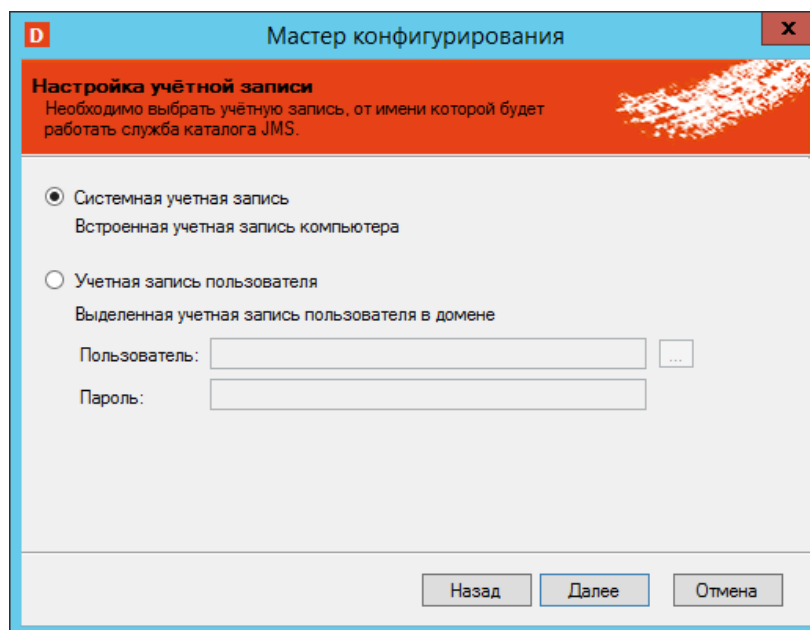 D
Мастер конфигурирования
x
Настройка учётной записи
Необходимо выбрать учётную запись, от имени которой будет
работать служба каталога JMS.
Системная учетная запись
Встроенная учетная запись компьютера
Учетная запись пользователя
Выделенная учетная запись пользователя в домене
Пользователь:
...
Пароль:
Назад Далее Отмена